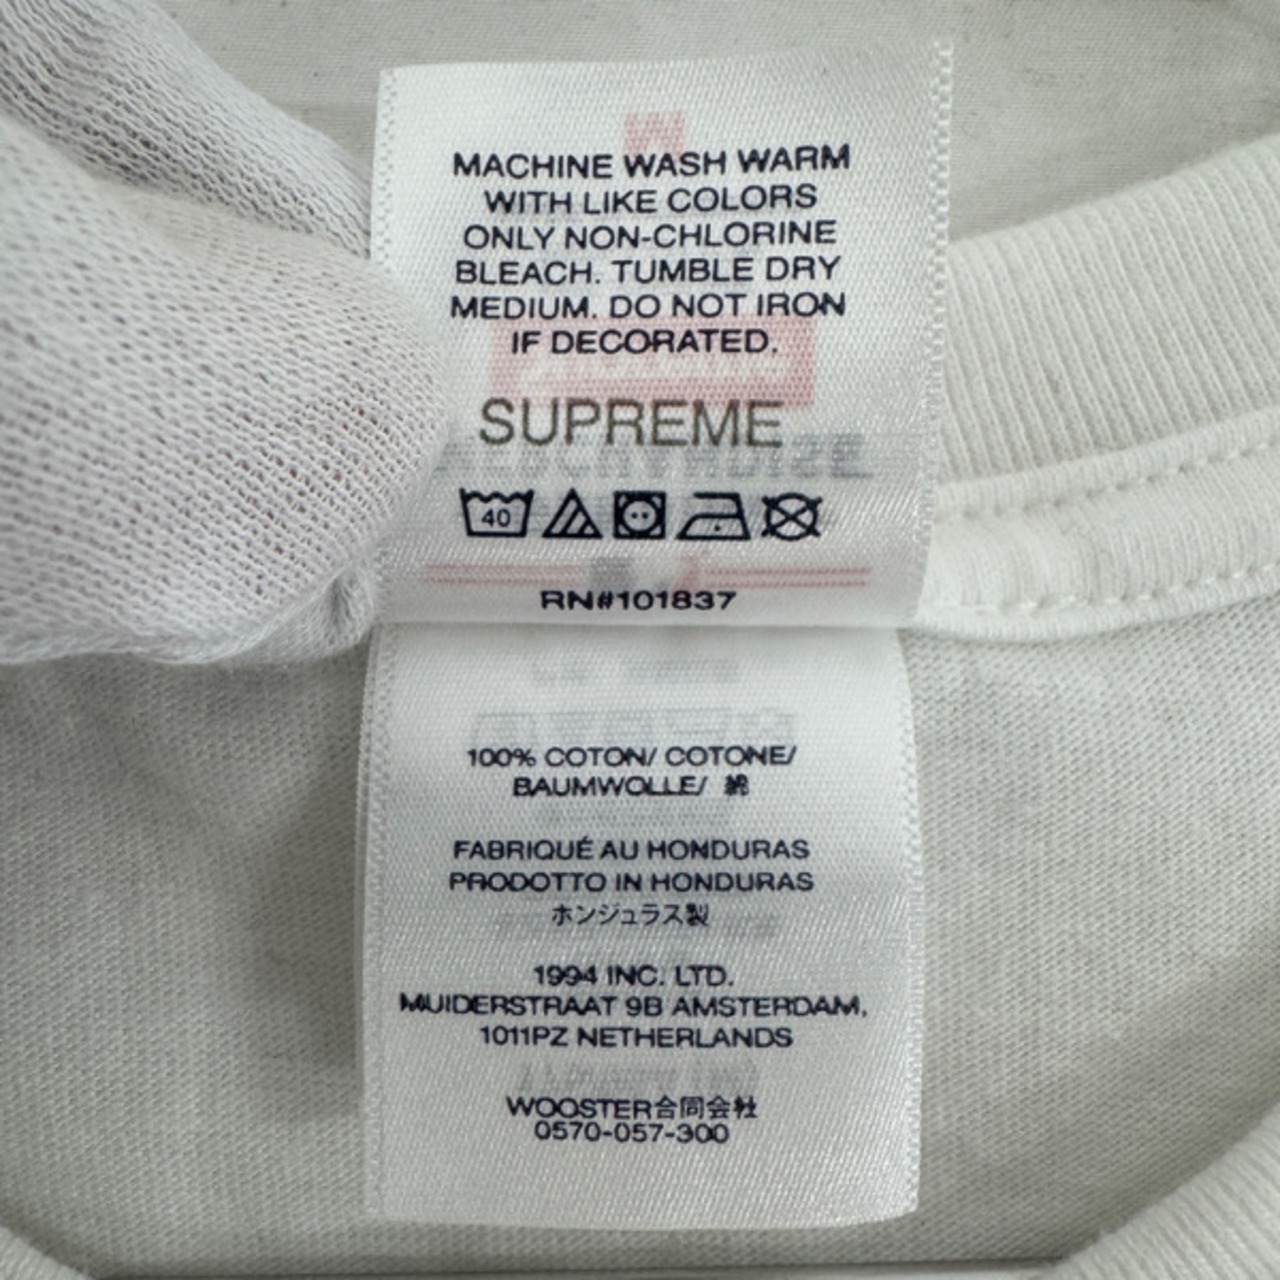 MACHINE WASH WARM
WITH LIKE COLORS
ONLY NON-CHLORINE
BLEACH. TUMBLE DRY
MEDIUM. DO NOT IRON
IF DECORATED.
SUPREME
40
RN#101837
100% COTON/ COTONE/
BAUMWOLLE/ 綿
FABRIQUÉ AU HONDURAS
PRODOTTO IN HONDURAS
ホンジュラス製
1994 INC. LTD.
MUIDERSTRAAT 9B AMSTERDAM,
1011PZ NETHERLANDS
WOOSTER合同会社
0570-057-300